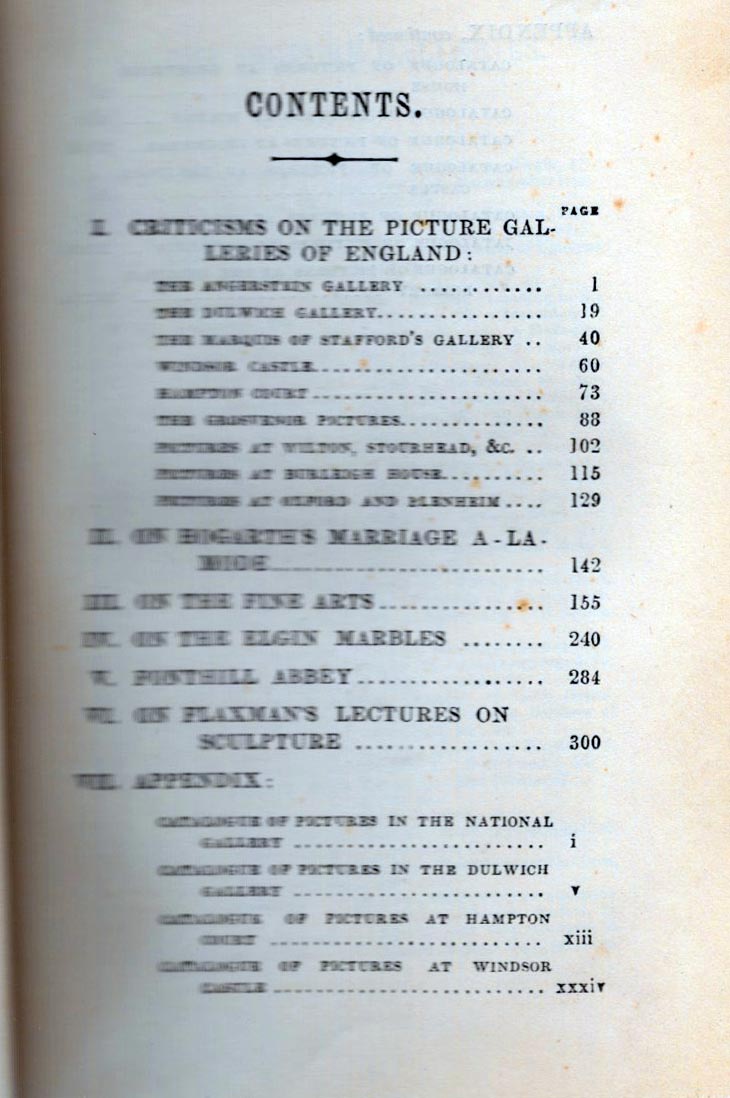 CONTENTS.
PAGE
I. CRITICISMS ON THE PICTURE GAL-
LERIES OF ENGLAND:
THE ANGERSTEIN GALLERY ............ 1
THE DULWICH GALLERY................ 19
THE MARQUIS OF STAFFORD'S GALLERY .. 40
WINDSOR CASTLE...................... 60
HAMPTON COURT ...................... 73
THE GROSVENOR PICTURES.............. 88
PICTURES AT WILTON, STOURHEAD, &c. .. 102
PICTURES AT BURLEIGH HOUSE.......... 115
PICTURES AT OXFORD AND BLENHEIM .... 129
II. ON HOGARTH'S MARRIAGE A-LA-
MODE............................ 142
III. ON THE FINE ARTS................. 155
IV. ON THE ELGIN MARBLES ........ 240
V. FONTHILL ABBEY................... 284
VI. ON FLAXMAN'S LECTURES ON
SCULPTURE .................. 300
VII. APPENDIX:
CATALOGUE OF PICTURES IN THE NATIONAL
GALLERY .......................... i
CATALOGUE OF PICTURES IN THE DULWICH
GALLERY .......................... v
CATALOGUE OF PICTURES AT HAMPTON
COURT ............................ xiii
CATALOGUE OF PICTURES AT WINDSOR
CASTLE ........................... xxxiv